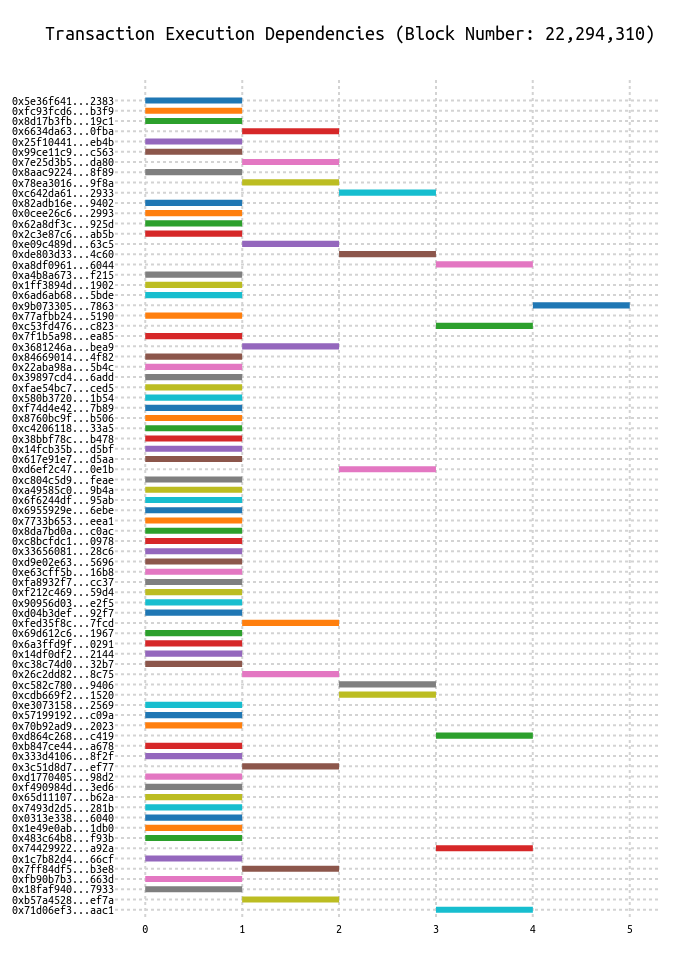 Transaction Execution Dependencies (Block Number: 22,294,310)
0x5e36f641...2383
0xfc93fcd6...b3f9
0x8d17b3fb...19c1
0x6634da63...0fba
0x25f10441...eb4b
0x99ce11c9...c563
0x7e25d3b5...da80
0x8aac9224...8f89
0x78ea3016...9f8a
0xc642da61...2933
0x82adb16e...9402
0x0cee26c6...2993
0x62a8df3c...925d
0x2c3e87c6...ab5b
0xe09c489d...63c5
0xde803d33...4c60
0xa8df0961...6044
0xa4b8a673...f215
0x1ff3894d...1902
0x6ad6ab68...5bde
0x9b073305...7863
0x77afbb24...5190
0xc53fd476...c823
0x7f1b5a98...ea85
0x3681246a...bea9
0x84669014...4f82
0x22aba98a...5b4c
0x39897cd4...6add
0xfae54bc7...ced5
0x580b3720...1b54
0xf74d4e42...7b89
0x8760bc9f...b506
0xc4206118...33a5
0x38bbf78c...b478
0x14fcb35b...d5bf
0x617e91e7...d5aa
0xd6ef2c47...0e1b
0xc804c5d9...feae
0xa49585c0...9b4a
0x6f6244df...95ab
0x6955929e...6ebe
0x7733b653...eea1
0x8da7bd0a...c0ac
0xc8bcfdc1...0978
0x33656081...28c6
0xd9e02e63...5696
0xe63cff5b...16b8
0xfa8932f7...cc37
0xf212c469...59d4
0x90956d03...e2f5
0xd04b3def...92f7
0xfed35f8c...7fcd
0x69d612c6...1967
0x6a3ffd9f...0291
0x14df0df2...2144
0xc38c74d0...32b7
0x26c2dd82...8c75
0xc582c780...9406
0xcdb669f2...1520
0xe3073158...2569
0x57199192...c09a
0x70b92ad9...2023
0xd864c268...c419
0xb847ce44...a678
0x333d4106...8f2f
0x3c51d8d7...ef77
0xd1770405...98d2
0xf490984d...3ed6
0x65d11107...b62a
0x7493d2d5...281b
0x0313e338...6040
0x1e49e0ab...1db0
0x483c64b8...f93b
0x74429922...a92a
0x1c7b82d4...66cf
0x7ff84df5...b3e8
0xfb90b7b3...663d
0x18faf940...7933
0xb57a4528...ef7a
0x71d06ef3...aac1
0 1 2 3 4 5